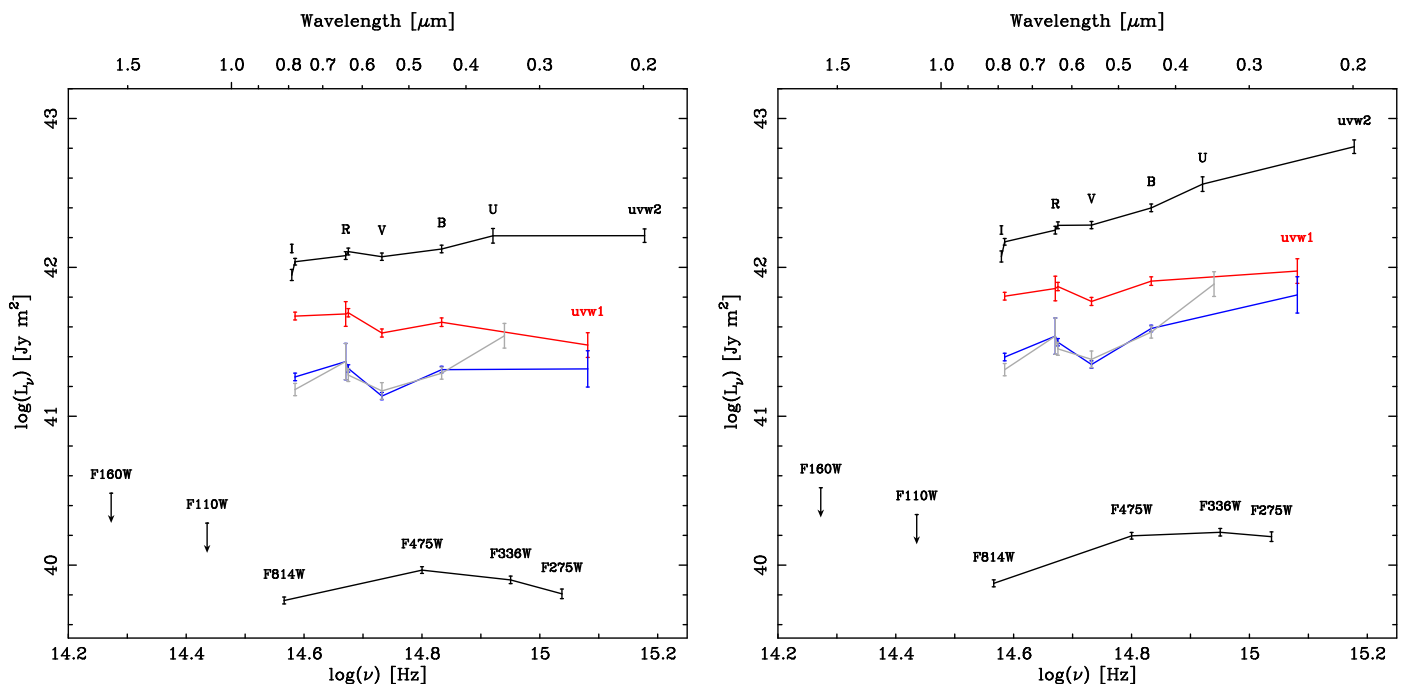 Wavelength [μm]
1.5 1.0 0.8 0.7 0.6 0.5 0.4 0.3 0.2
43
42
41
40
log(Lν) [Jy m²]
I R V B U uvw2
uvw1
F160W
F110W
F814W
F475W
F336W
F275W
14.2 14.4 14.6 14.8 15 15.2
log(ν) [Hz]
Wavelength [μm]
1.5 1.0 0.8 0.7 0.6 0.5 0.4 0.3 0.2
43
42
41
40
log(Lν) [Jy m²]
uvw2
U
B
V
R
I
uvw1
F160W
F110W
F814W
F475W
F336W
F275W
14.2 14.4 14.6 14.8 15 15.2
log(ν) [Hz]